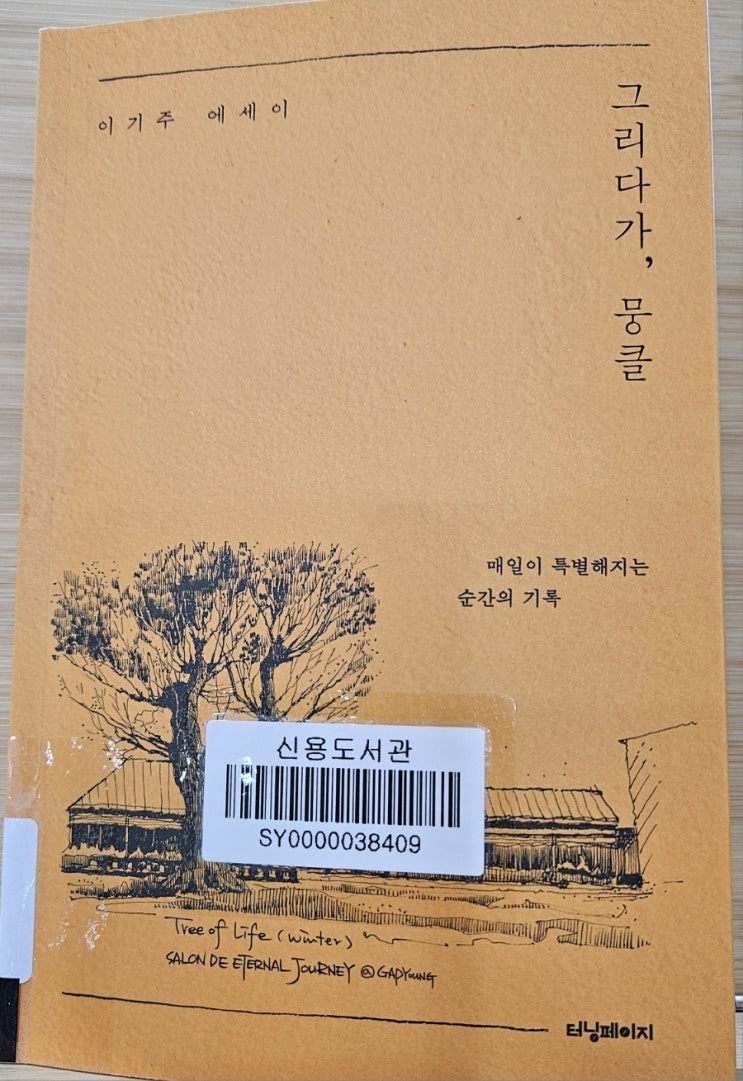 이기주 에세이
그리다가, 뭉클
매일이 특별해지는
순간의 기록
신용도서관
SY0000038409
Tree of Life (winter)
SALON DE ETERNAL JOURNEY @ GAPYOUNG
터닝페이지